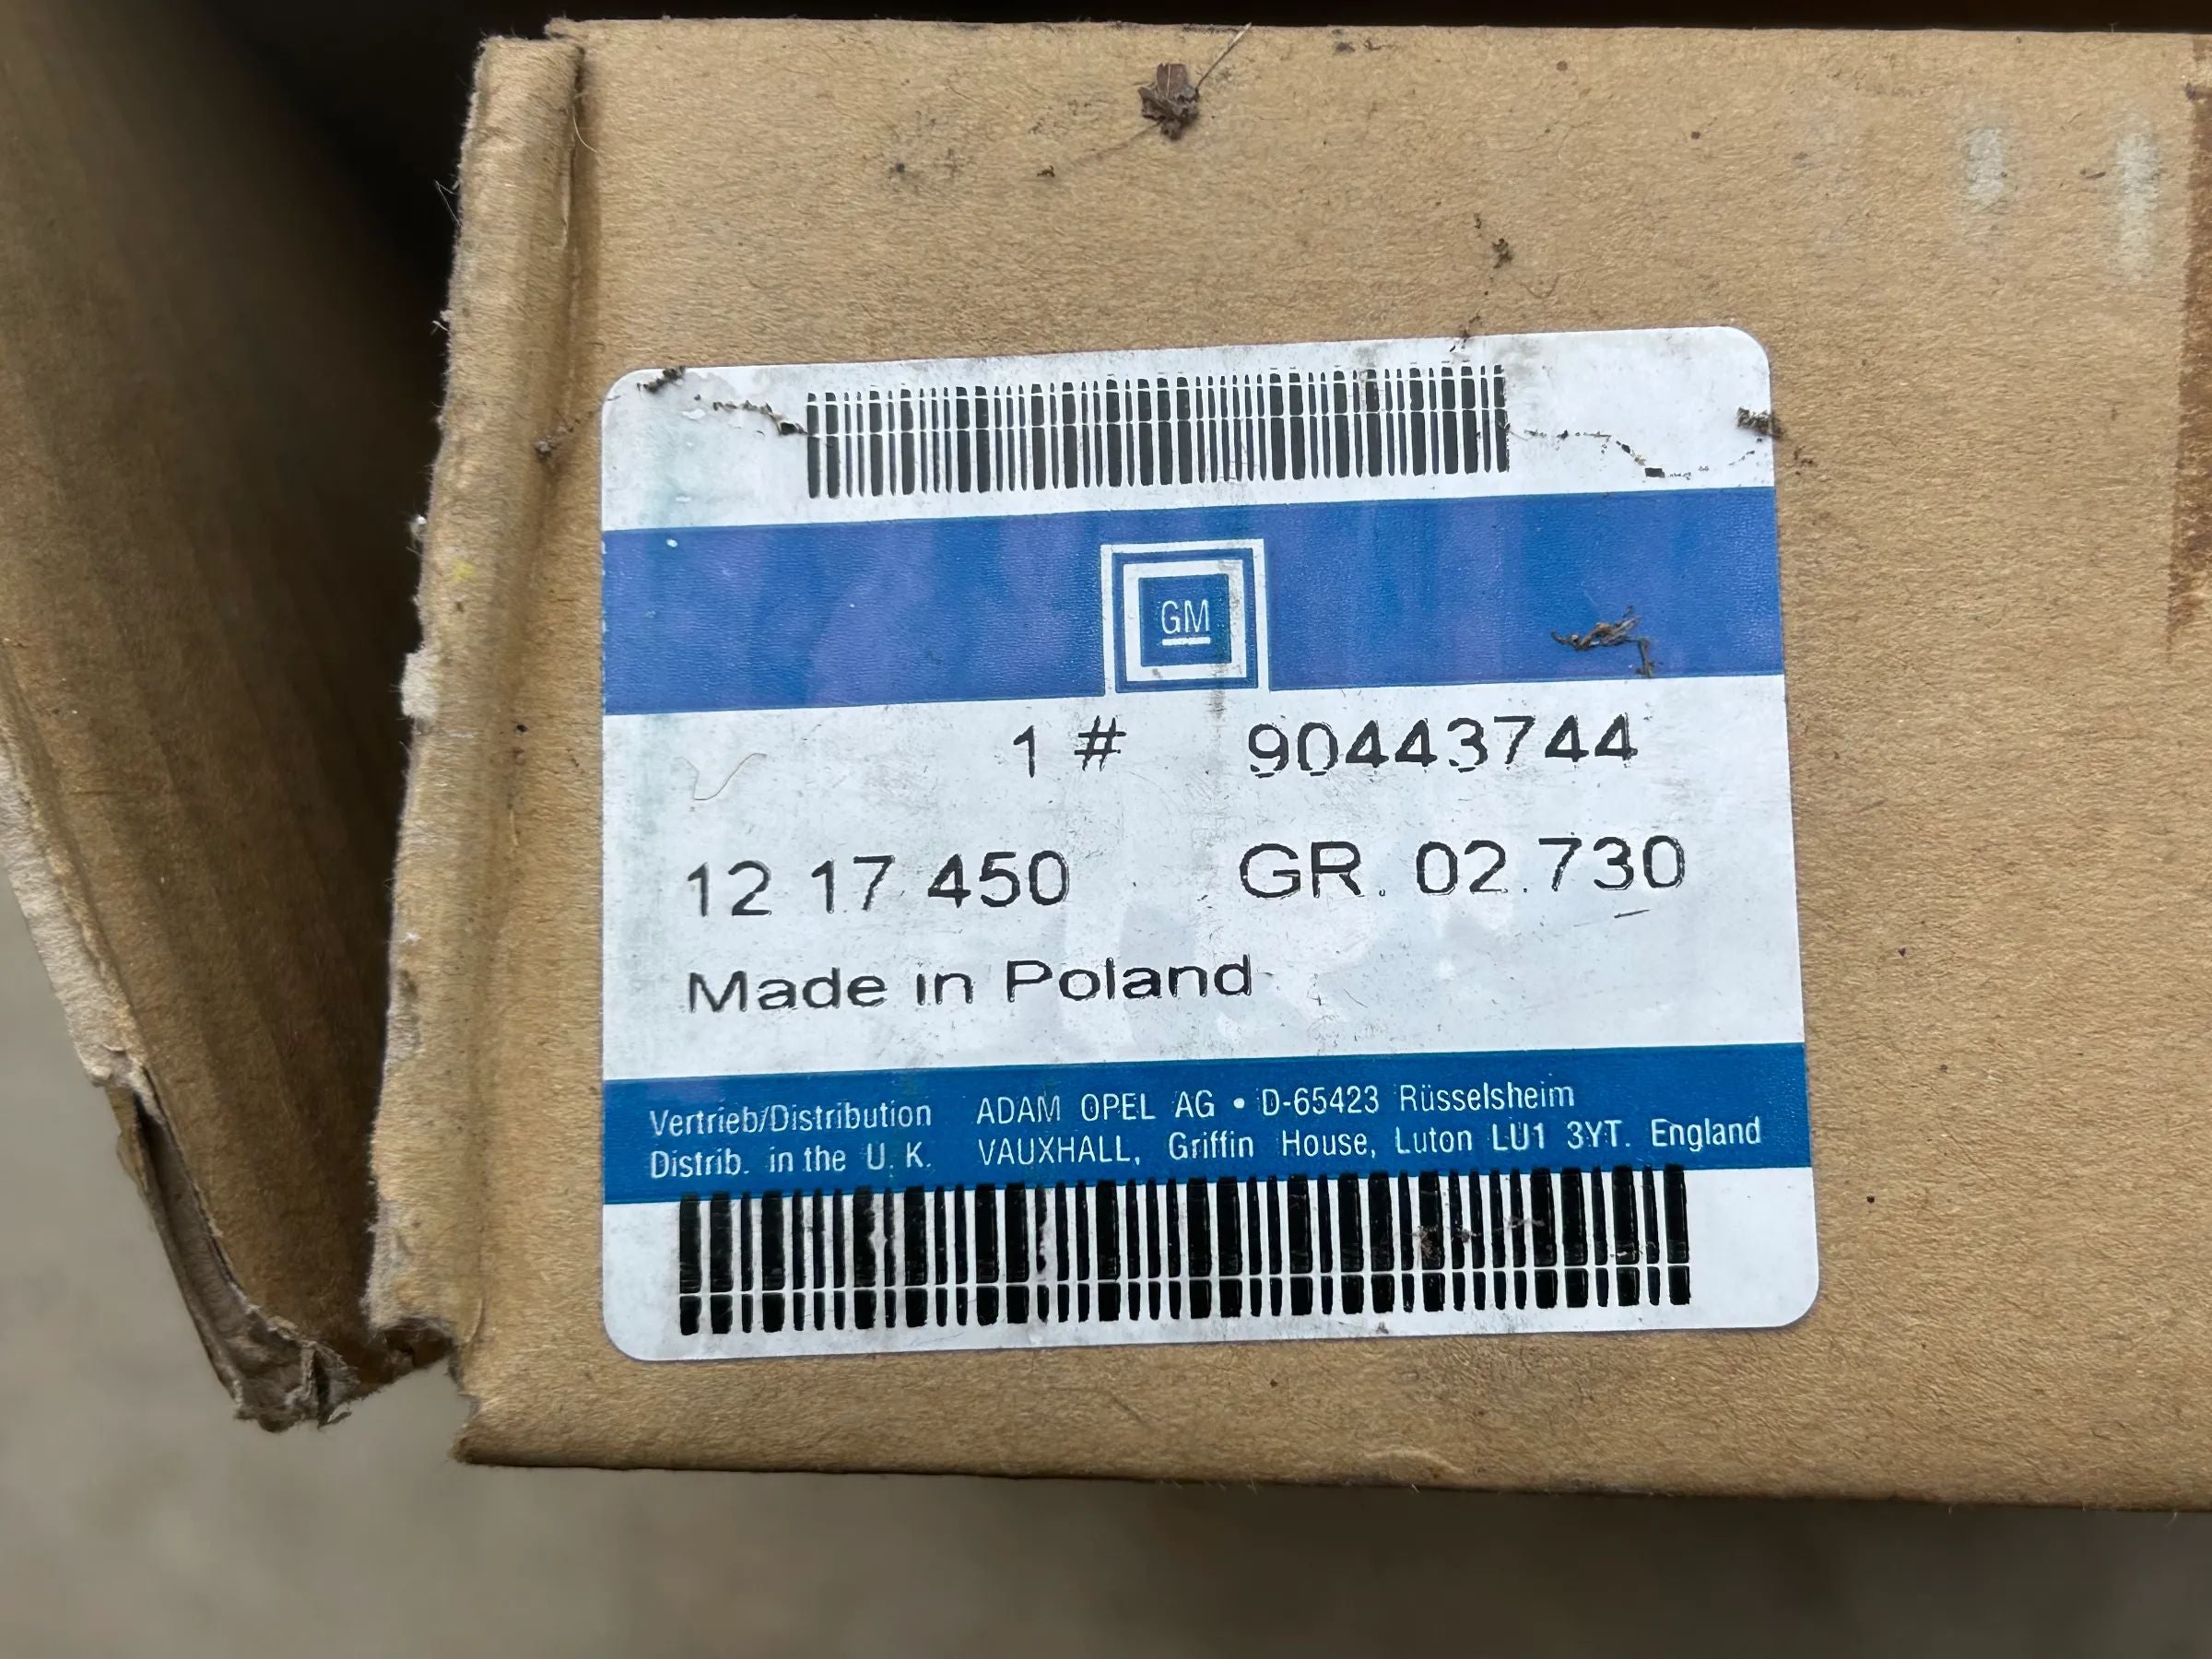 GM
1 # 90443744
12 17 450 GR. 02.730
Made in Poland
Vertrieb/Distribution ADAM OPEL AG • D-65423 Rüsselsheim
Distrib. in the U. K. VAUXHALL, Griffin House, Luton LU1 3YT. England